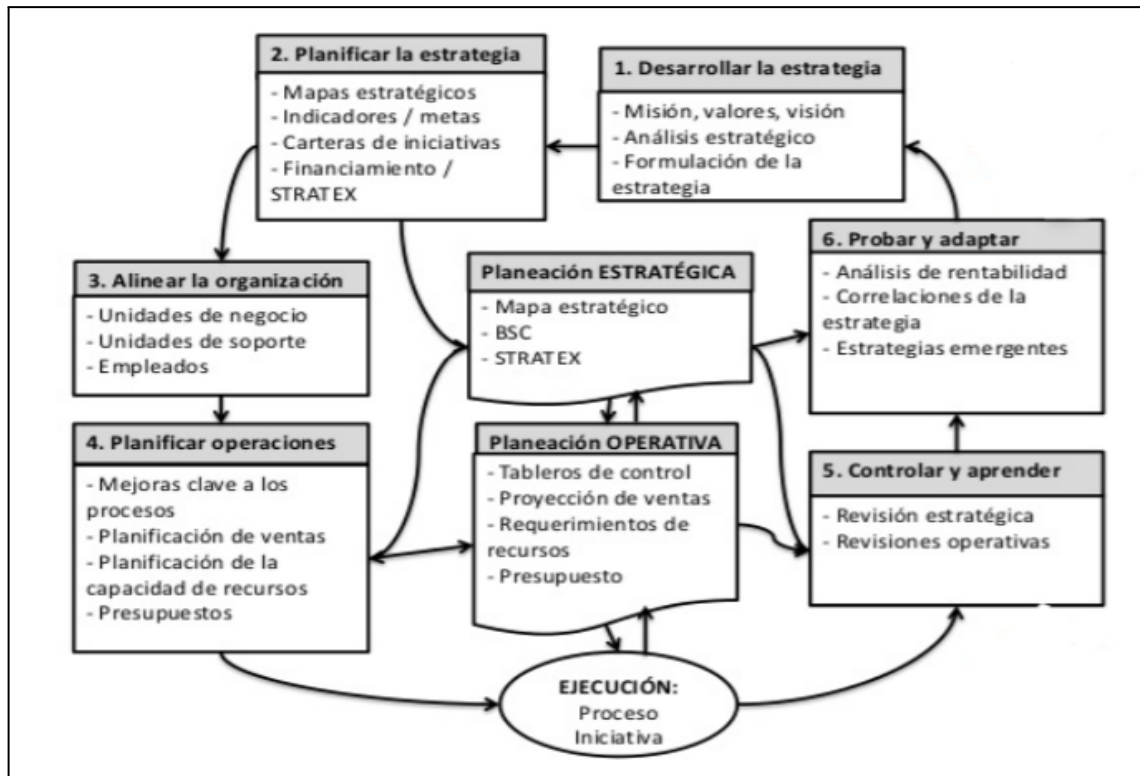 2. Planificar la estrategia
- Mapas estratégicos
- Indicadores / metas
- Carteras de iniciativas
- Financiamiento /
STRATEX
1. Desarrollar la estrategia
- Misión, valores, visión
- Análisis estratégico
- Formulación de la
estrategia
3. Alinear la organización
- Unidades de negocio
- Unidades de soporte
- Empleados
Planeación ESTRATÉGICA
- Mapa estratégico
- BSC
- STRATEX
6. Probar y adaptar
- Análisis de rentabilidad
- Correlaciones de la
estrategia
- Estrategias emergentes
4. Planificar operaciones
- Mejoras clave a los
procesos
- Planificación de ventas
- Planificación de la
capacidad de recursos
- Presupuestos
Planeación OPERATIVA
- Tableros de control
- Proyección de ventas
- Requerimientos de
recursos
- Presupuesto
5. Controlar y aprender
- Revisión estratégica
- Revisiones operativas
EJECUCIÓN:
Proceso
Iniciativa